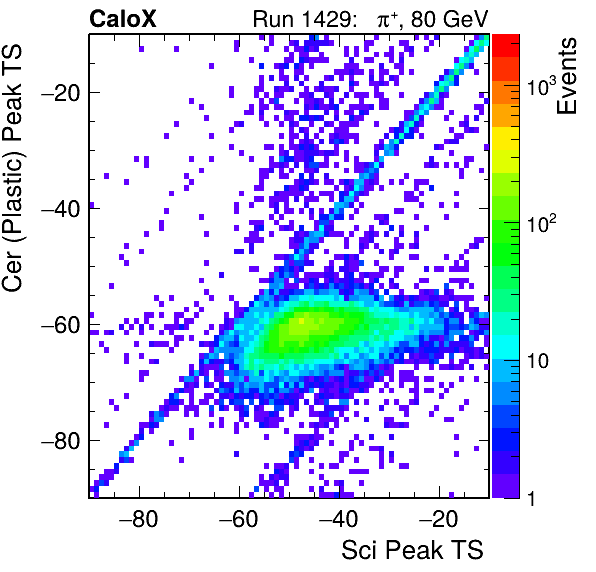 CaloX Run 1429: π⁺, 80 GeV
Cer (Plastic) Peak TS
−20
−40
−60
−80
−80 −60 −40 −20
Sci Peak TS
Events
10³
10²
10
1